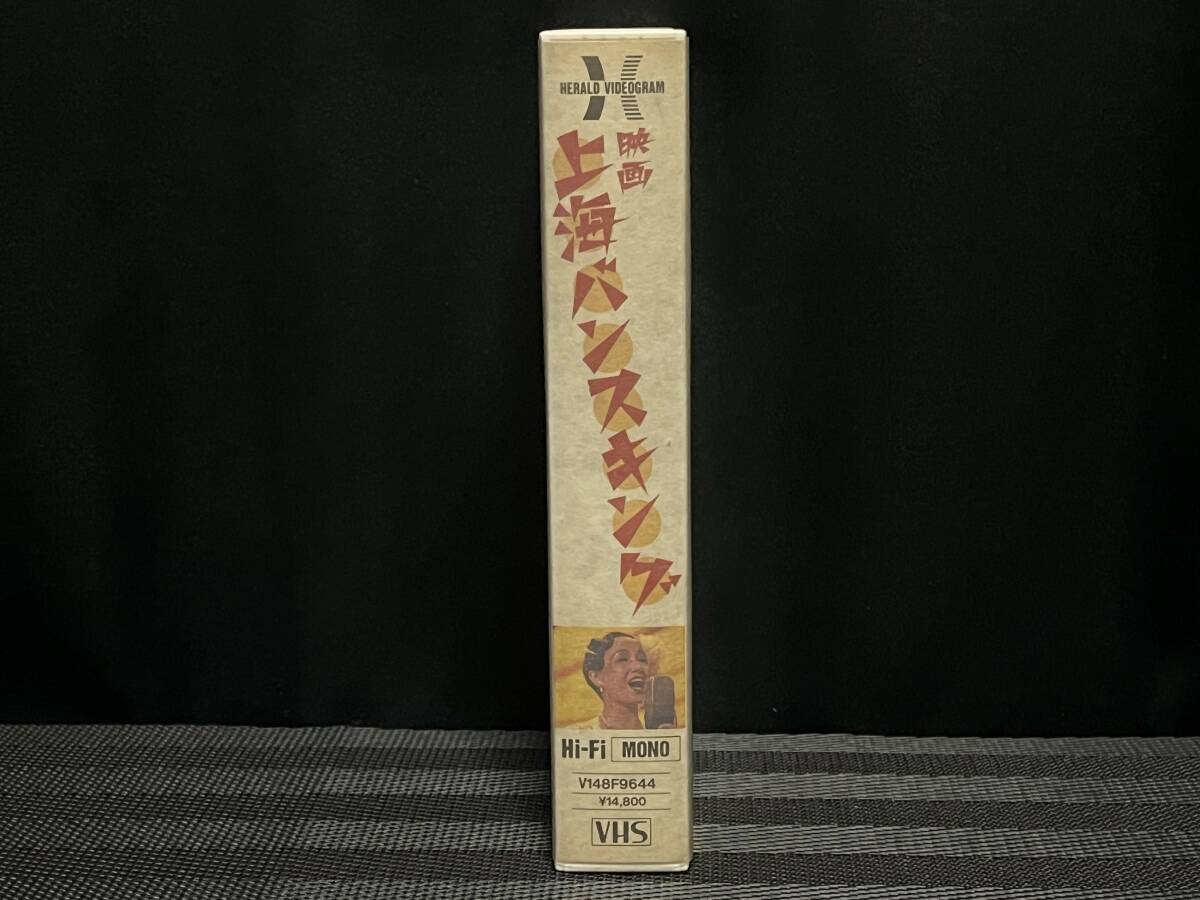 HERALD VIDEOGRAM
映画
上海バンスキング
Hi-Fi MONO
V148F9644
¥14,800
VHS